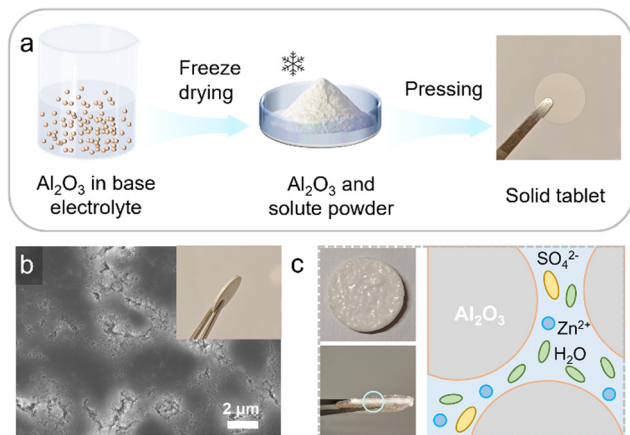 a
Freeze
drying
Pressing
Al₂O₃ in base
electrolyte
Al₂O₃ and
solute powder
Solid tablet
b
2 μm
c
SO₄²⁻
Al₂O₃
Zn²⁺
H₂O